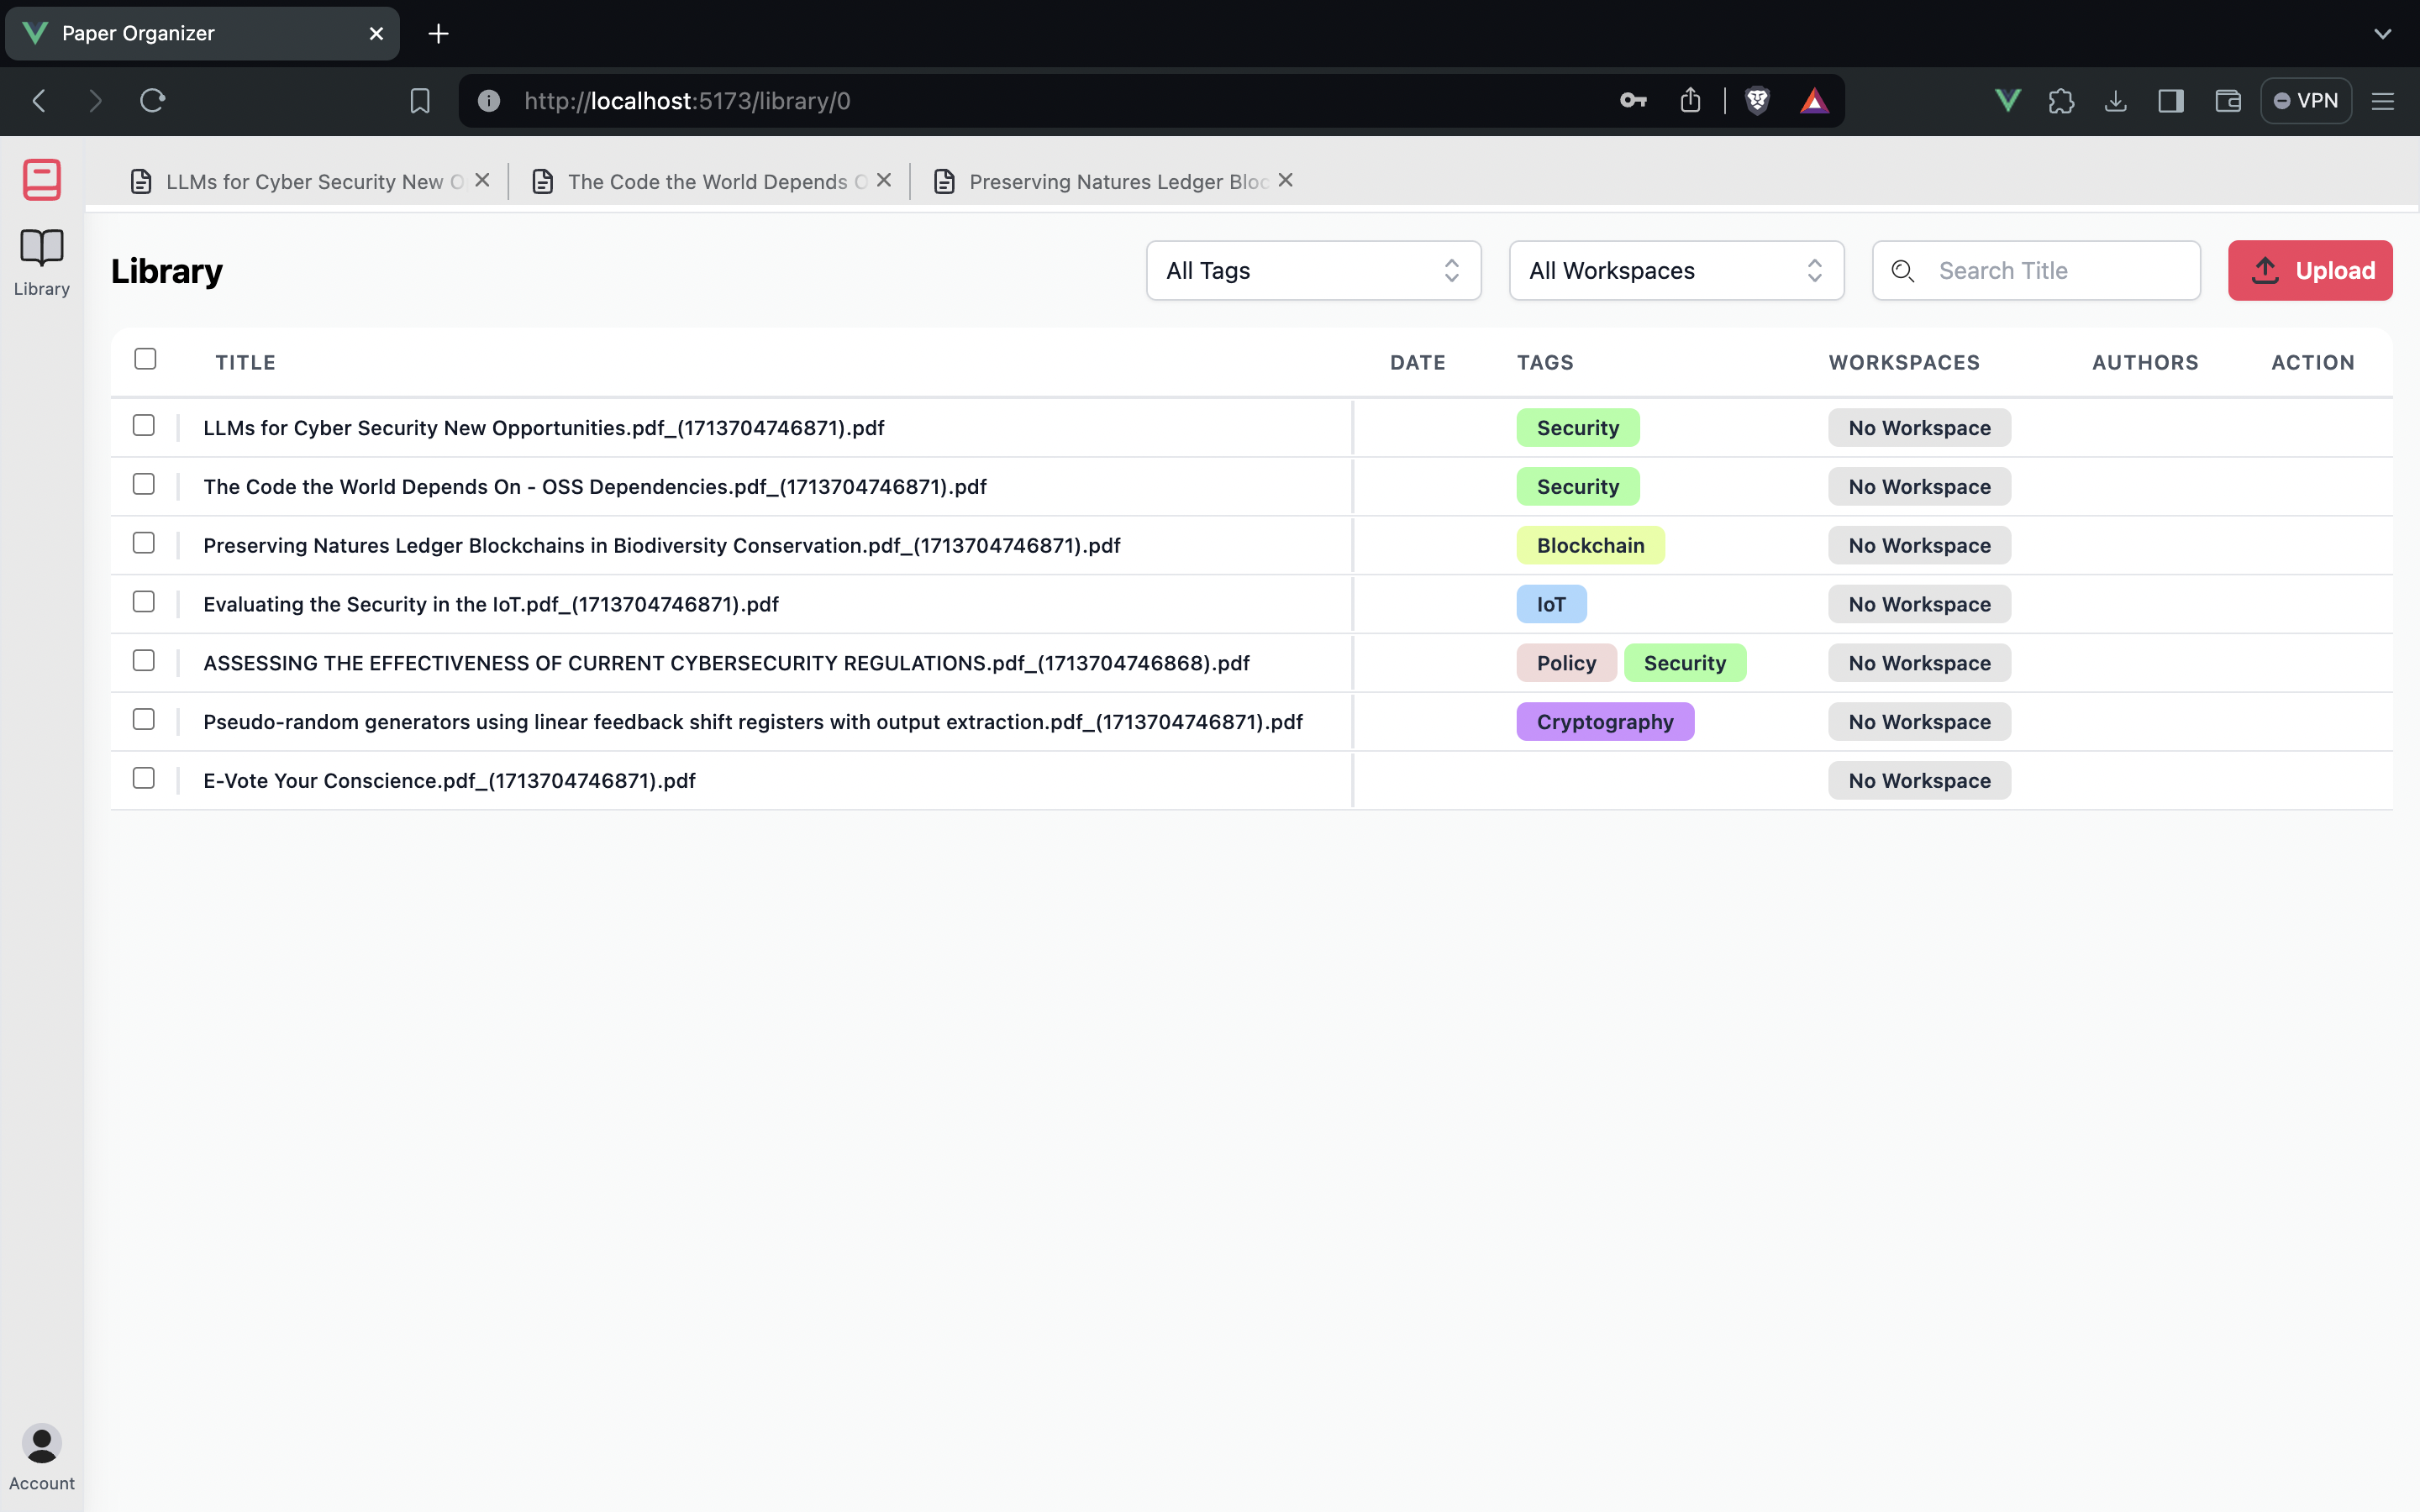 Paper Organizer
http://localhost:5173/library/0
VPN
LLMs for Cyber Security New O
The Code the World Depends O
Preserving Natures Ledger Bloc
Library
Library
All Tags
All Workspaces
Search Title
Upload
TITLE DATE TAGS WORKSPACES AUTHORS ACTION
LLMs for Cyber Security New Opportunities.pdf_(1713704746871).pdf Security No Workspace
The Code the World Depends On - OSS Dependencies.pdf_(1713704746871).pdf Security No Workspace
Preserving Natures Ledger Blockchains in Biodiversity Conservation.pdf_(1713704746871).pdf Blockchain No Workspace
Evaluating the Security in the IoT.pdf_(1713704746871).pdf IoT No Workspace
ASSESSING THE EFFECTIVENESS OF CURRENT CYBERSECURITY REGULATIONS.pdf_(1713704746868).pdf Policy Security No Workspace
Pseudo-random generators using linear feedback shift registers with output extraction.pdf_(1713704746871).pdf Cryptography No Workspace
E-Vote Your Conscience.pdf_(1713704746871).pdf No Workspace
Account